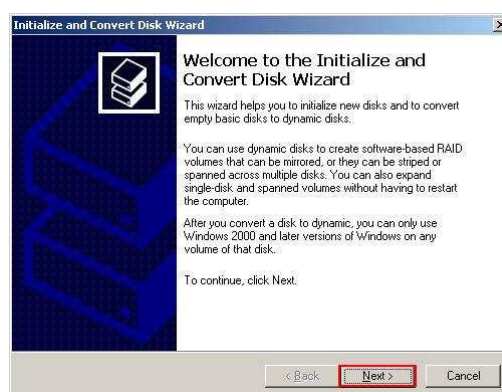 Initialize and Convert Disk Wizard
Welcome to the Initialize and
Convert Disk Wizard
This wizard helps you to initialize new disks and to convert
empty basic disks to dynamic disks.
You can use dynamic disks to create software-based RAID
volumes that can be mirrored, or they can be striped or
spanned across multiple disks. You can also expand
single-disk and spanned volumes without having to restart
the computer.
After you convert a disk to dynamic, you can only use
Windows 2000 and later versions of Windows on any
volume of that disk.
To continue, click Next.
< Back
Next >
Cancel